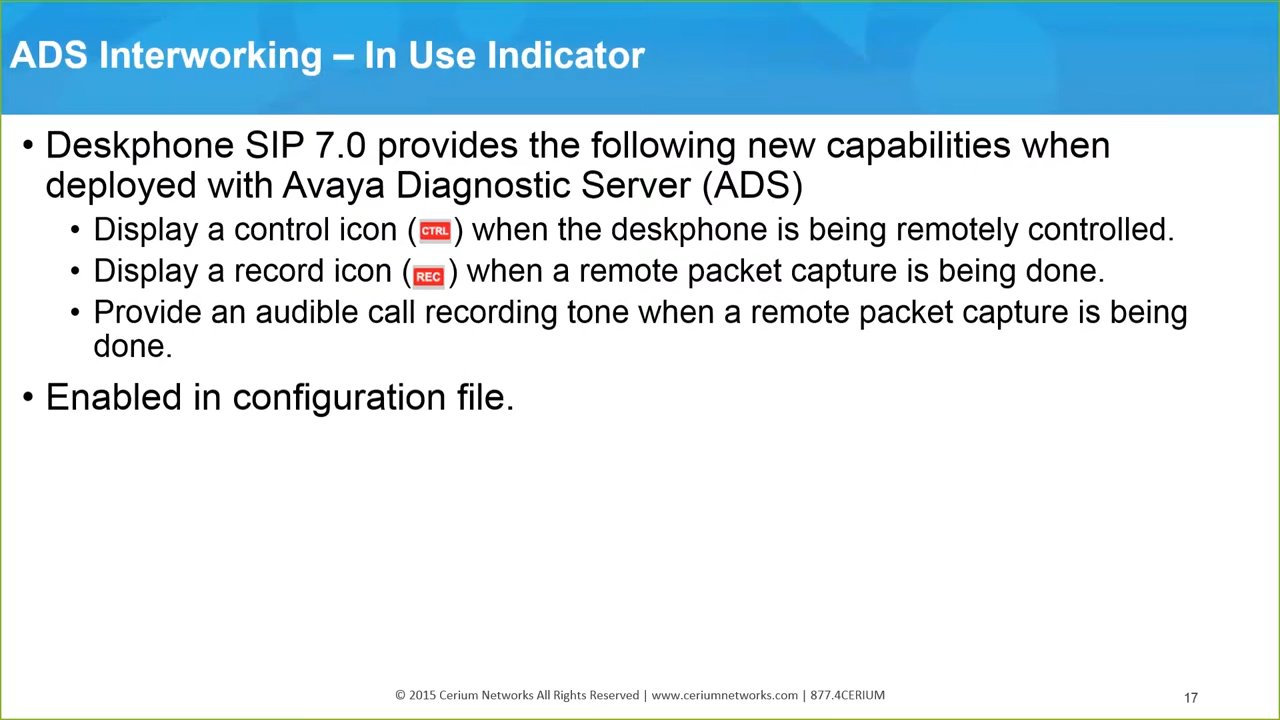 ADS Interworking – In Use Indicator
• Deskphone SIP 7.0 provides the following new capabilities when
deployed with Avaya Diagnostic Server (ADS)
• Display a control icon (CTRL) when the deskphone is being remotely controlled.
• Display a record icon (REC) when a remote packet capture is being done.
• Provide an audible call recording tone when a remote packet capture is being
done.
• Enabled in configuration file.
© 2015 Cerium Networks All Rights Reserved | www.ceriumnetworks.com | 877.4CERIUM
17